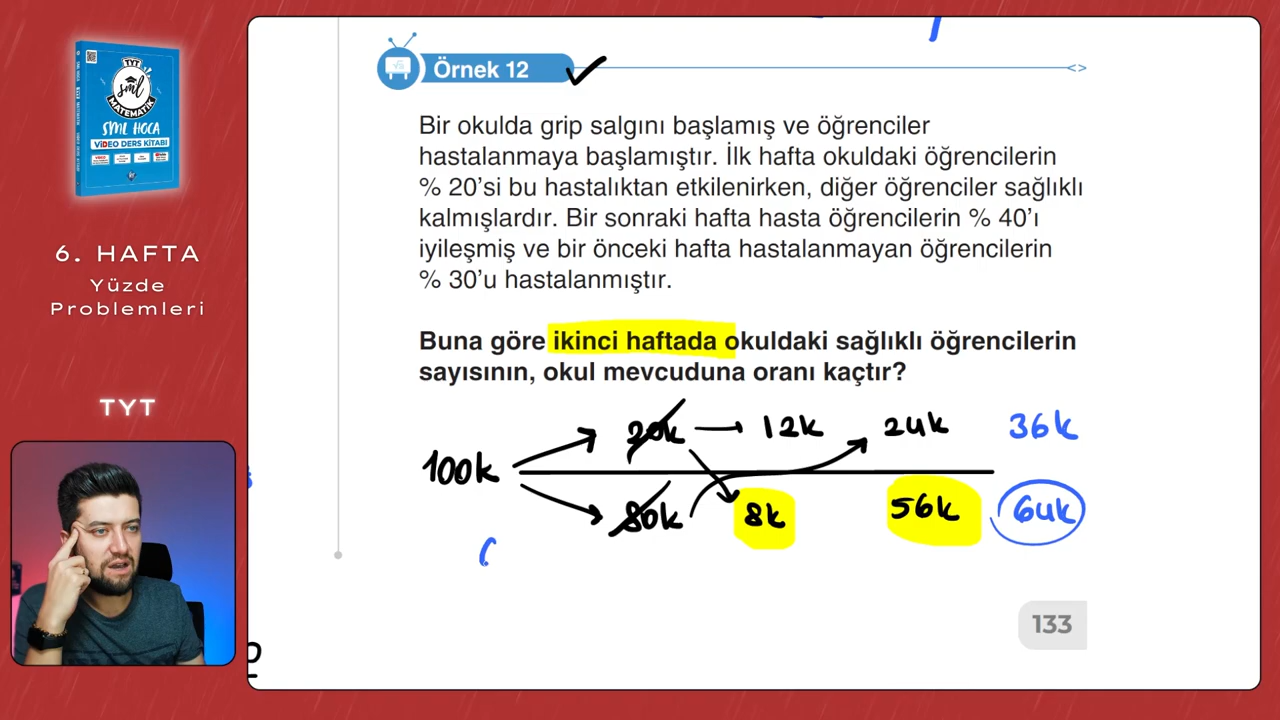 TYT
sml
MATEMATİK
SML HOCA
VİDEO DERS KİTABI
6. HAFTA
Yüzde
Problemleri
TYT
Örnek 12
Bir okulda grip salgını başlamış ve öğrenciler
hastalanmaya başlamıştır. İlk hafta okuldaki öğrencilerin
% 20’si bu hastalıktan etkilenirken, diğer öğrenciler sağlıklı
kalmışlardır. Bir sonraki hafta hasta öğrencilerin % 40’ı
iyileşmiş ve bir önceki hafta hastalanmayan öğrencilerin
% 30’u hastalanmıştır.
Buna göre ikinci haftada okuldaki sağlıklı öğrencilerin
sayısının, okul mevcuduna oranı kaçtır?
20k 12k 24k 36k
100k
80k 8k 56k 64k
133